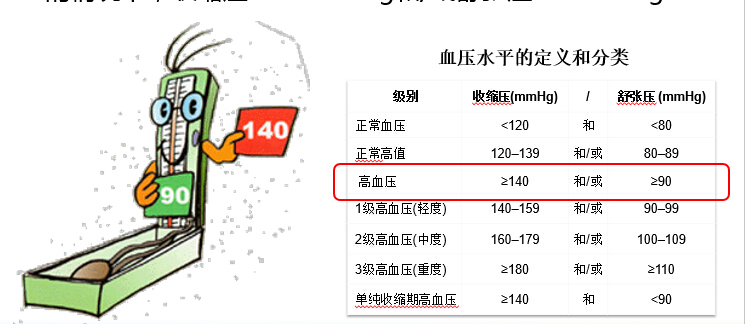 血压水平的定义和分类
级别 收缩压(mmHg) / 舒张压 (mmHg)
正常血压 <120 和 <80
正常高值 120–139 和/或 80–89
高血压 ≥140 和/或 ≥90
1级高血压(轻度) 140–159 和/或 90–99
2级高血压(中度) 160–179 和/或 100–109
3级高血压(重度) ≥180 和/或 ≥110
单纯收缩期高血压 ≥140 和 <90
140
90